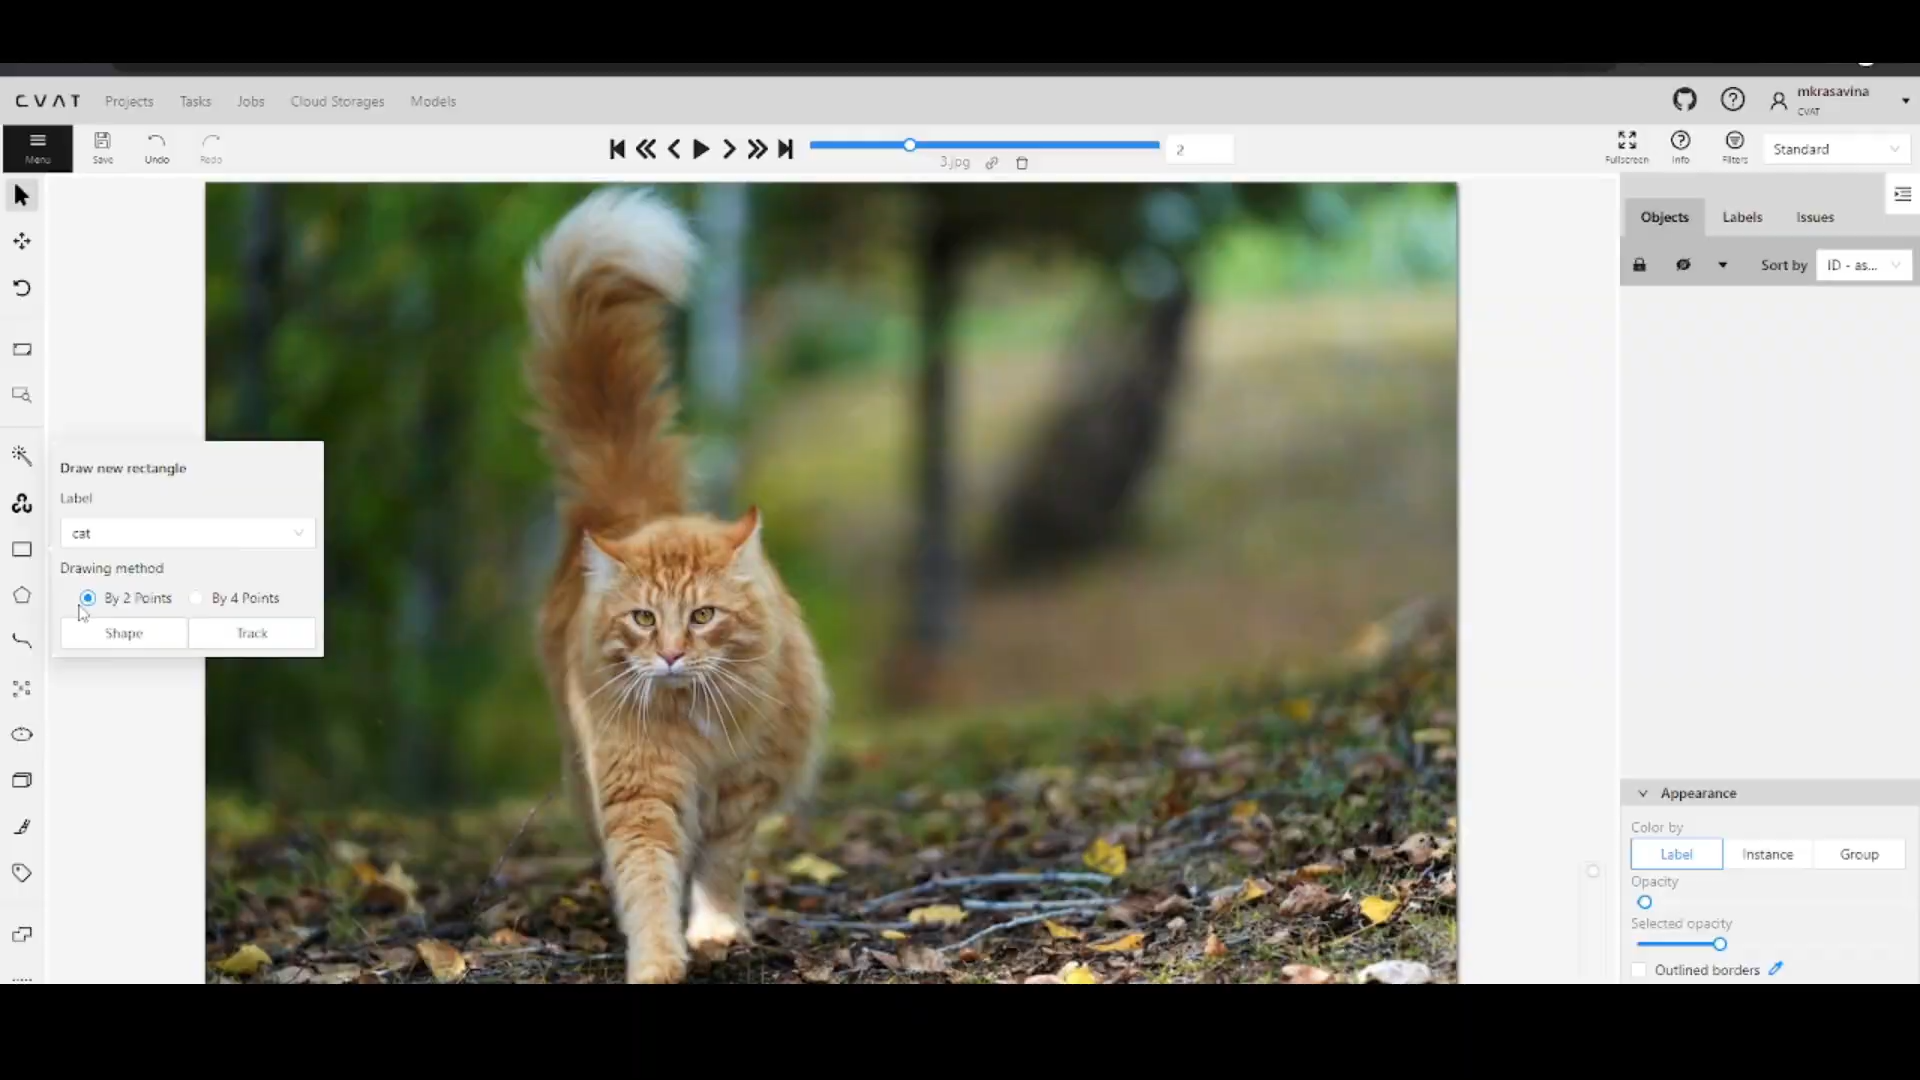 CVAT Projects Tasks Jobs Cloud Storages Models mkrasavina
CVAT
Menu Save Undo Redo 3.jpg 2 Fullscreen Info Filters Standard
Objects Labels Issues
Sort by ID - as...
Draw new rectangle
Label
cat
Drawing method
By 2 Points By 4 Points
Shape Track
Appearance
Color by
Label Instance Group
Opacity
Selected opacity
Outlined borders